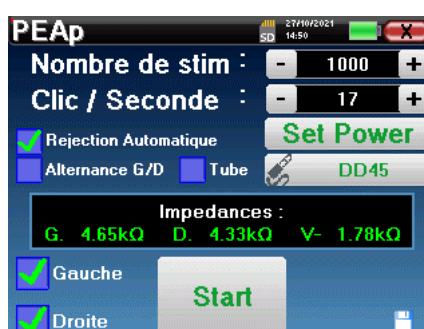 PEAp SD 27/10/2021 14:50 X
Nombre de stim : - 1000 +
Clic / Seconde : - 17 +
Rejection Automatique Set Power
Alternance G/D Tube DD45
Impedances :
G. 4.65kΩ D. 4.33kΩ V- 1.78kΩ
Gauche
Start
Droite